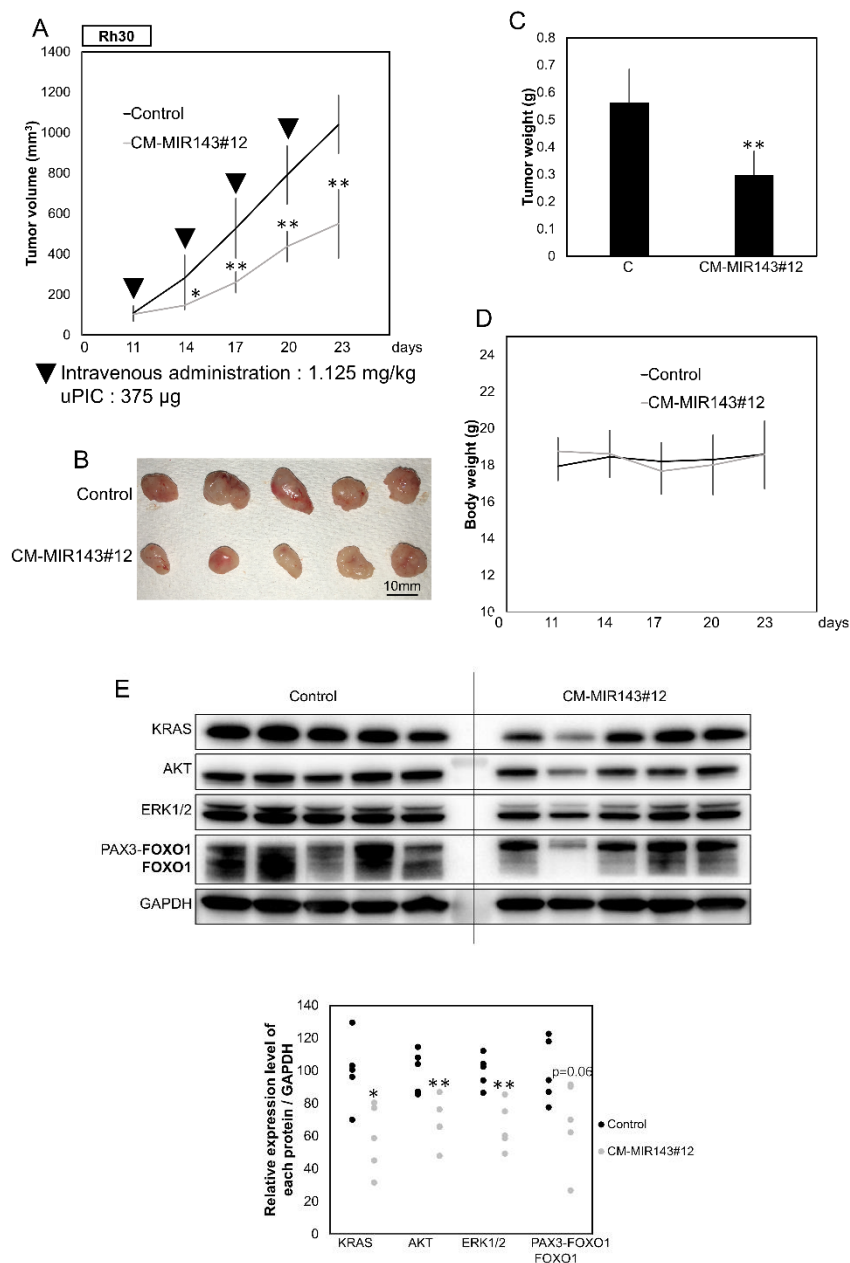 A
Rh30
1400
1200
1000
800
600
400
200
0
Tumor volume (mm³)
Control
CM-MIR143#12
*
**
**
**
0 11 14 17 20 23 days
Intravenous administration : 1.125 mg/kg
uPIC : 375 µg
B
Control
CM-MIR143#12
10mm
C
0.8
0.7
0.6
0.5
0.4
0.3
0.2
0.1
0
Tumor weight (g)
**
C CM-MIR143#12
D
24
22
20
18
16
14
12
10
Body weight (g)
Control
CM-MIR143#12
0 11 14 17 20 23 days
E
Control CM-MIR143#12
KRAS
AKT
ERK1/2
PAX3-FOXO1
FOXO1
GAPDH
140
120
100
80
60
40
20
0
Relative expression level of
each protein / GAPDH
*
**
**
p=0.06
Control
CM-MIR143#12
KRAS AKT ERK1/2 PAX3-FOXO1
FOXO1